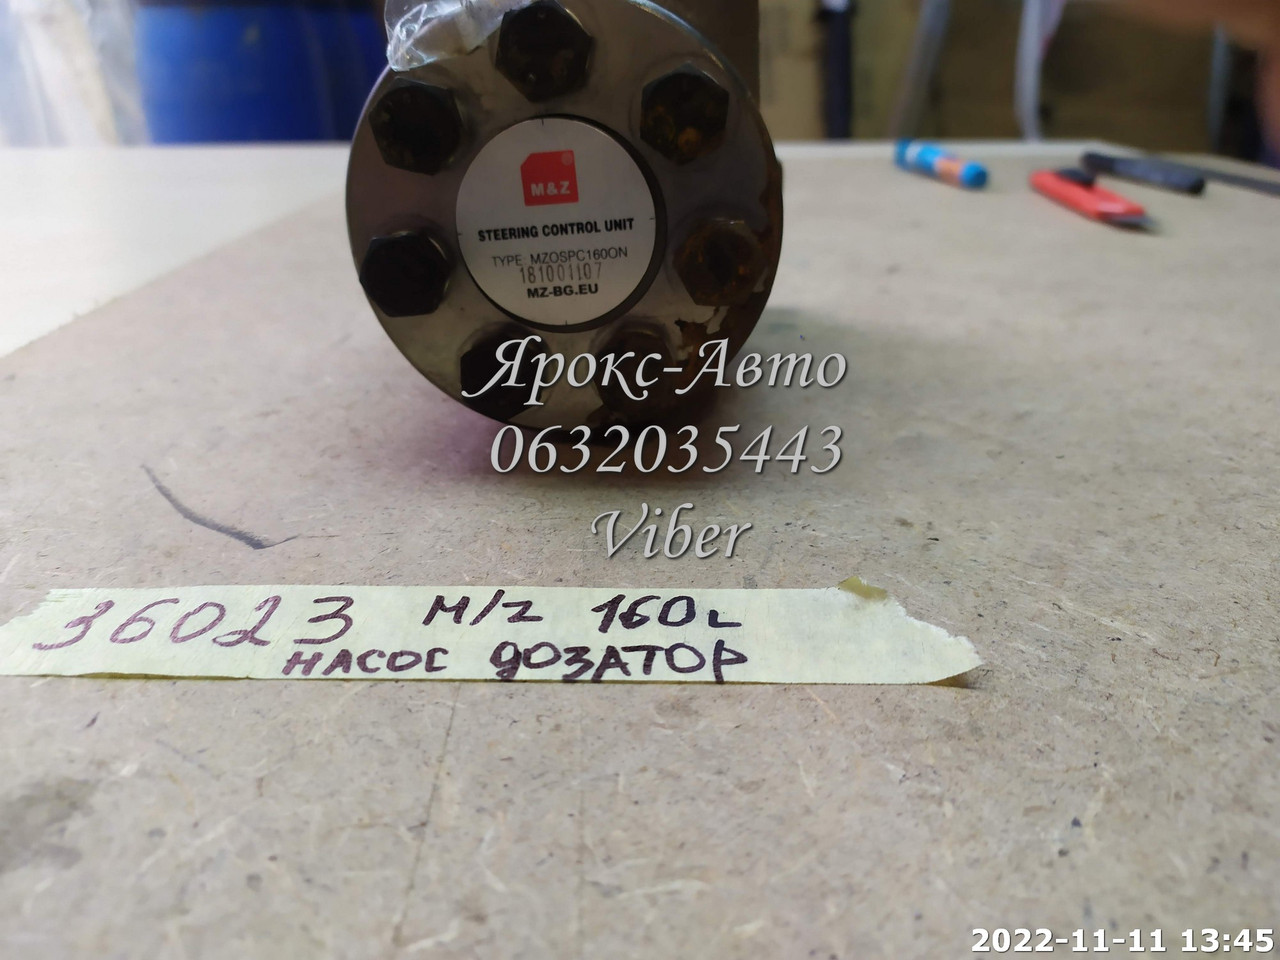 M&Z
STEERING CONTROL UNIT
TYPE: MZOSPC160ON
181001107
MZ-BG.EU
Ярокс-Авто
0632035443
Viber
36023 M/Z 160L
НАСОС ДОЗАТОР
2022-11-11 13:45